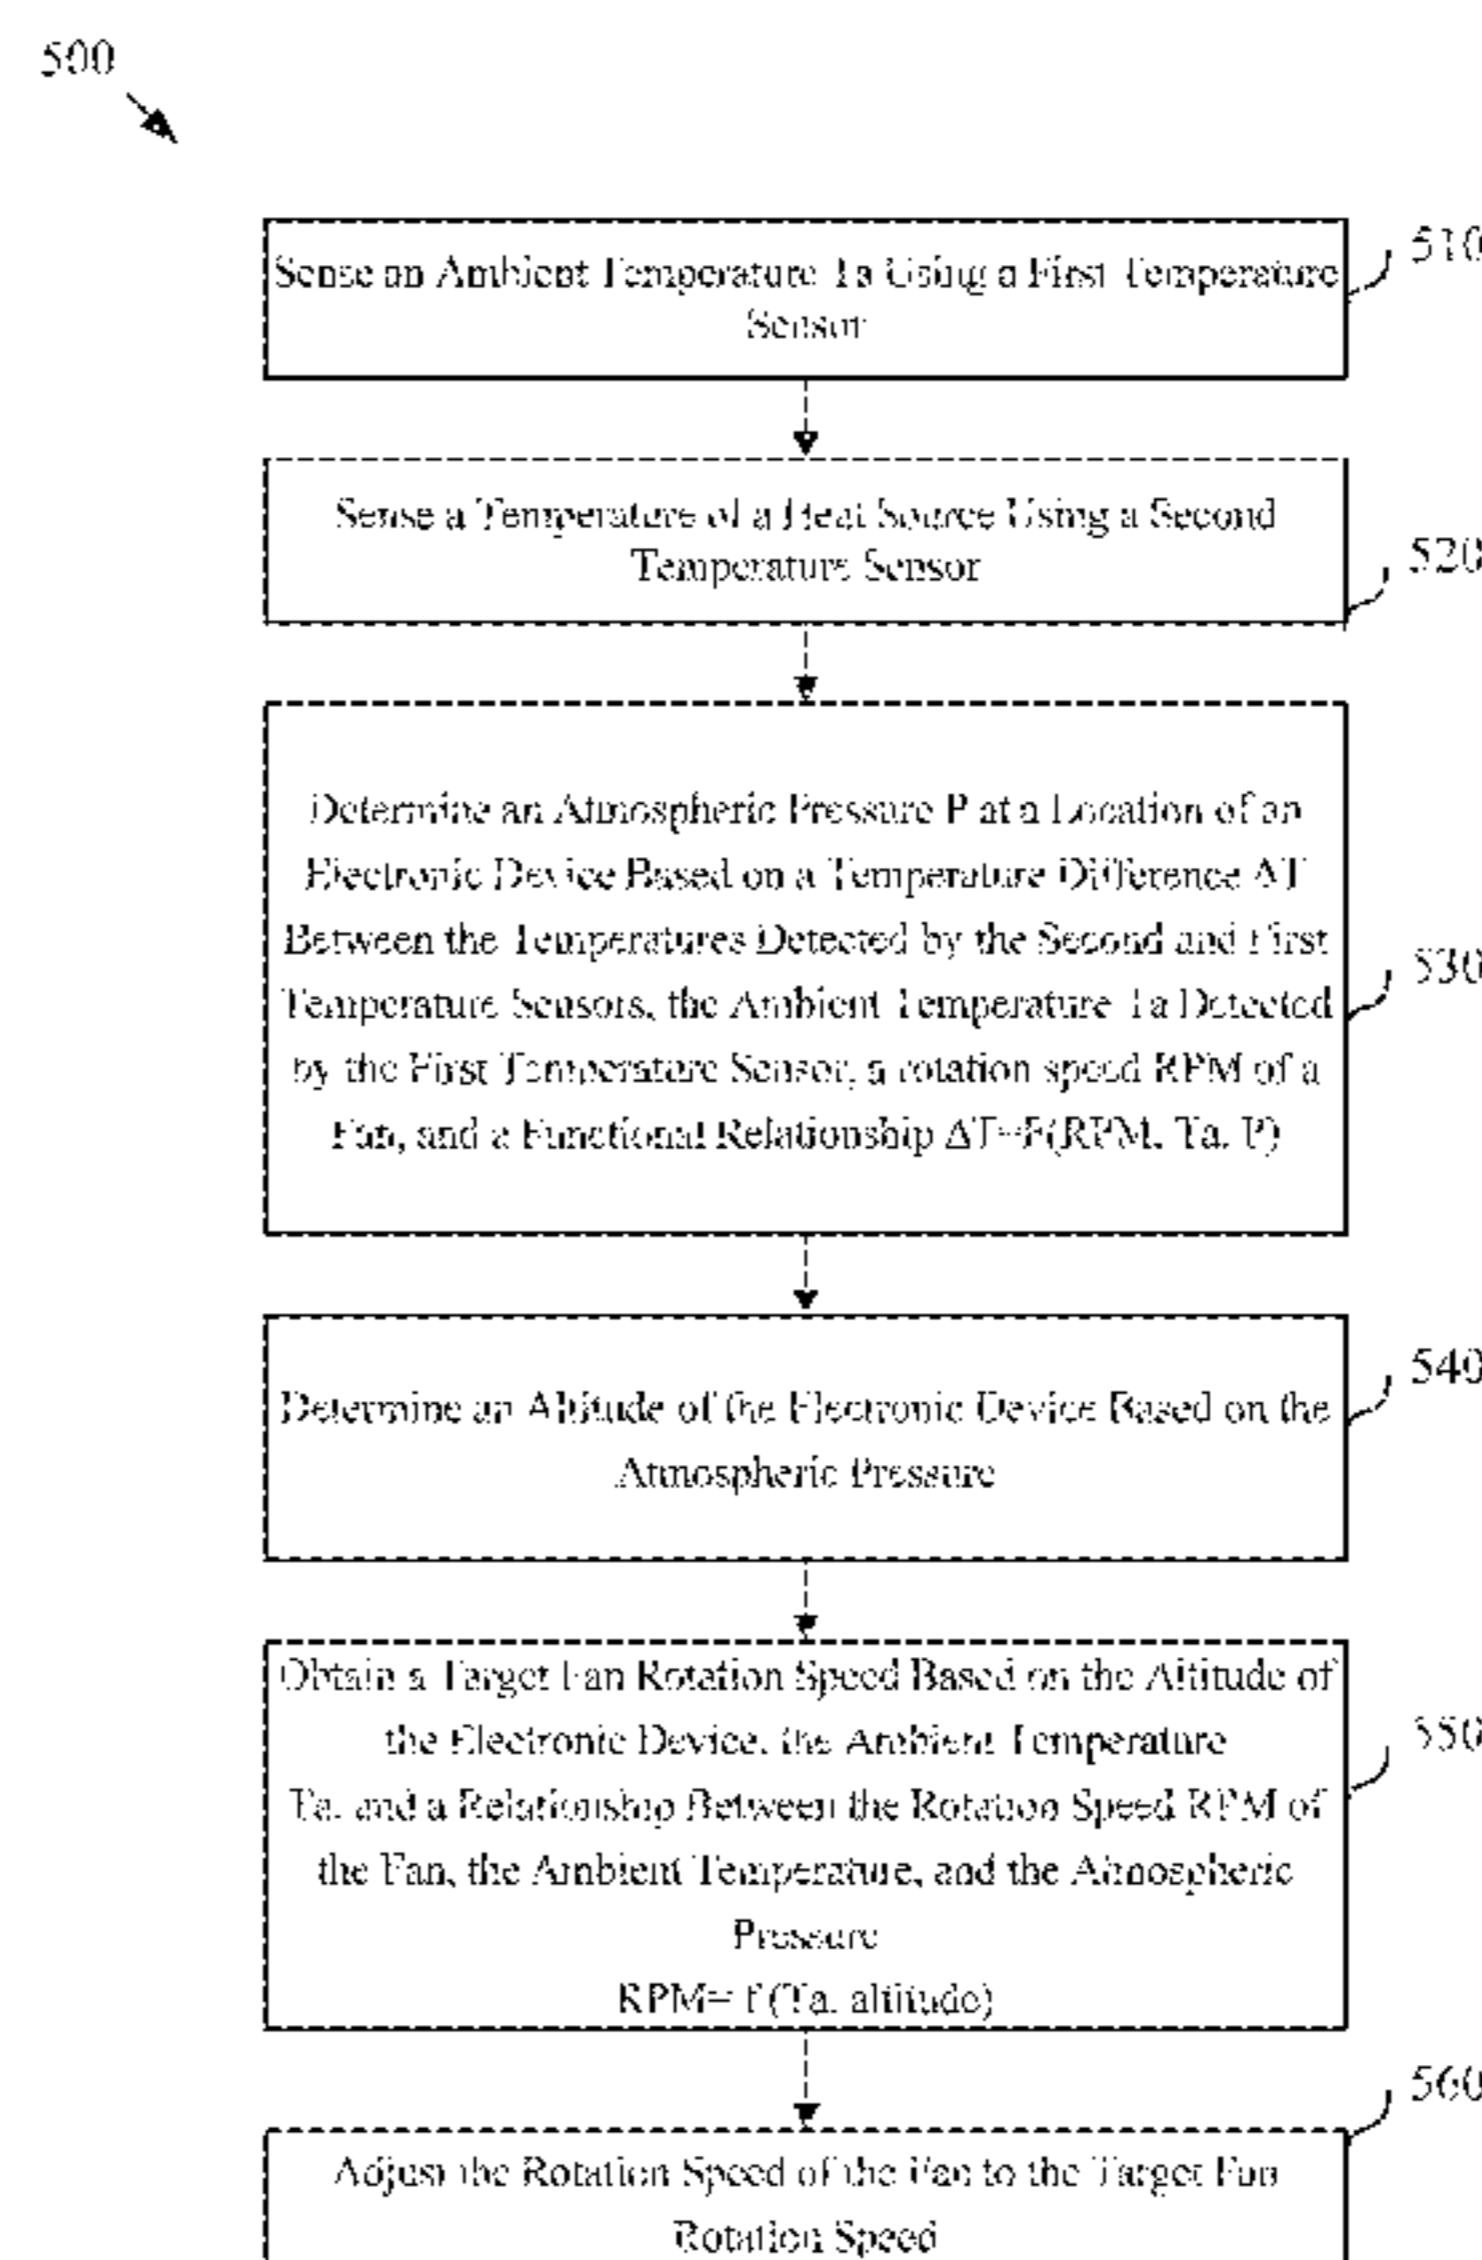 500
Sense an Ambient Temperature Ta Using a First Temperature
Sensor
510
Sense a Temperature of a Heat Source Using a Second
Temperature Sensor
520
Determine an Atmospheric Pressure P at a Location of an
Electronic Device Based on a Temperature Difference ΔT
Between the Temperatures Detected by the Second and First
Temperature Sensors, the Ambient Temperature Ta Detected
by the First Temperature Sensor, a rotation speed RPM of a
Fan, and a Functional Relationship ΔT=F(RPM, Ta, P)
530
Determine an Altitude of the Electronic Device Based on the
Atmospheric Pressure
540
Obtain a Target Fan Rotation Speed Based on the Altitude of
the Electronic Device, the Ambient Temperature
Ta, and a Relationship Between the Rotation Speed RPM of
the Fan, the Ambient Temperature, and the Atmospheric
Pressure
RPM= f (Ta, altitude)
550
Adjust the Rotation Speed of the Fan to the Target Fan
Rotation Speed
560